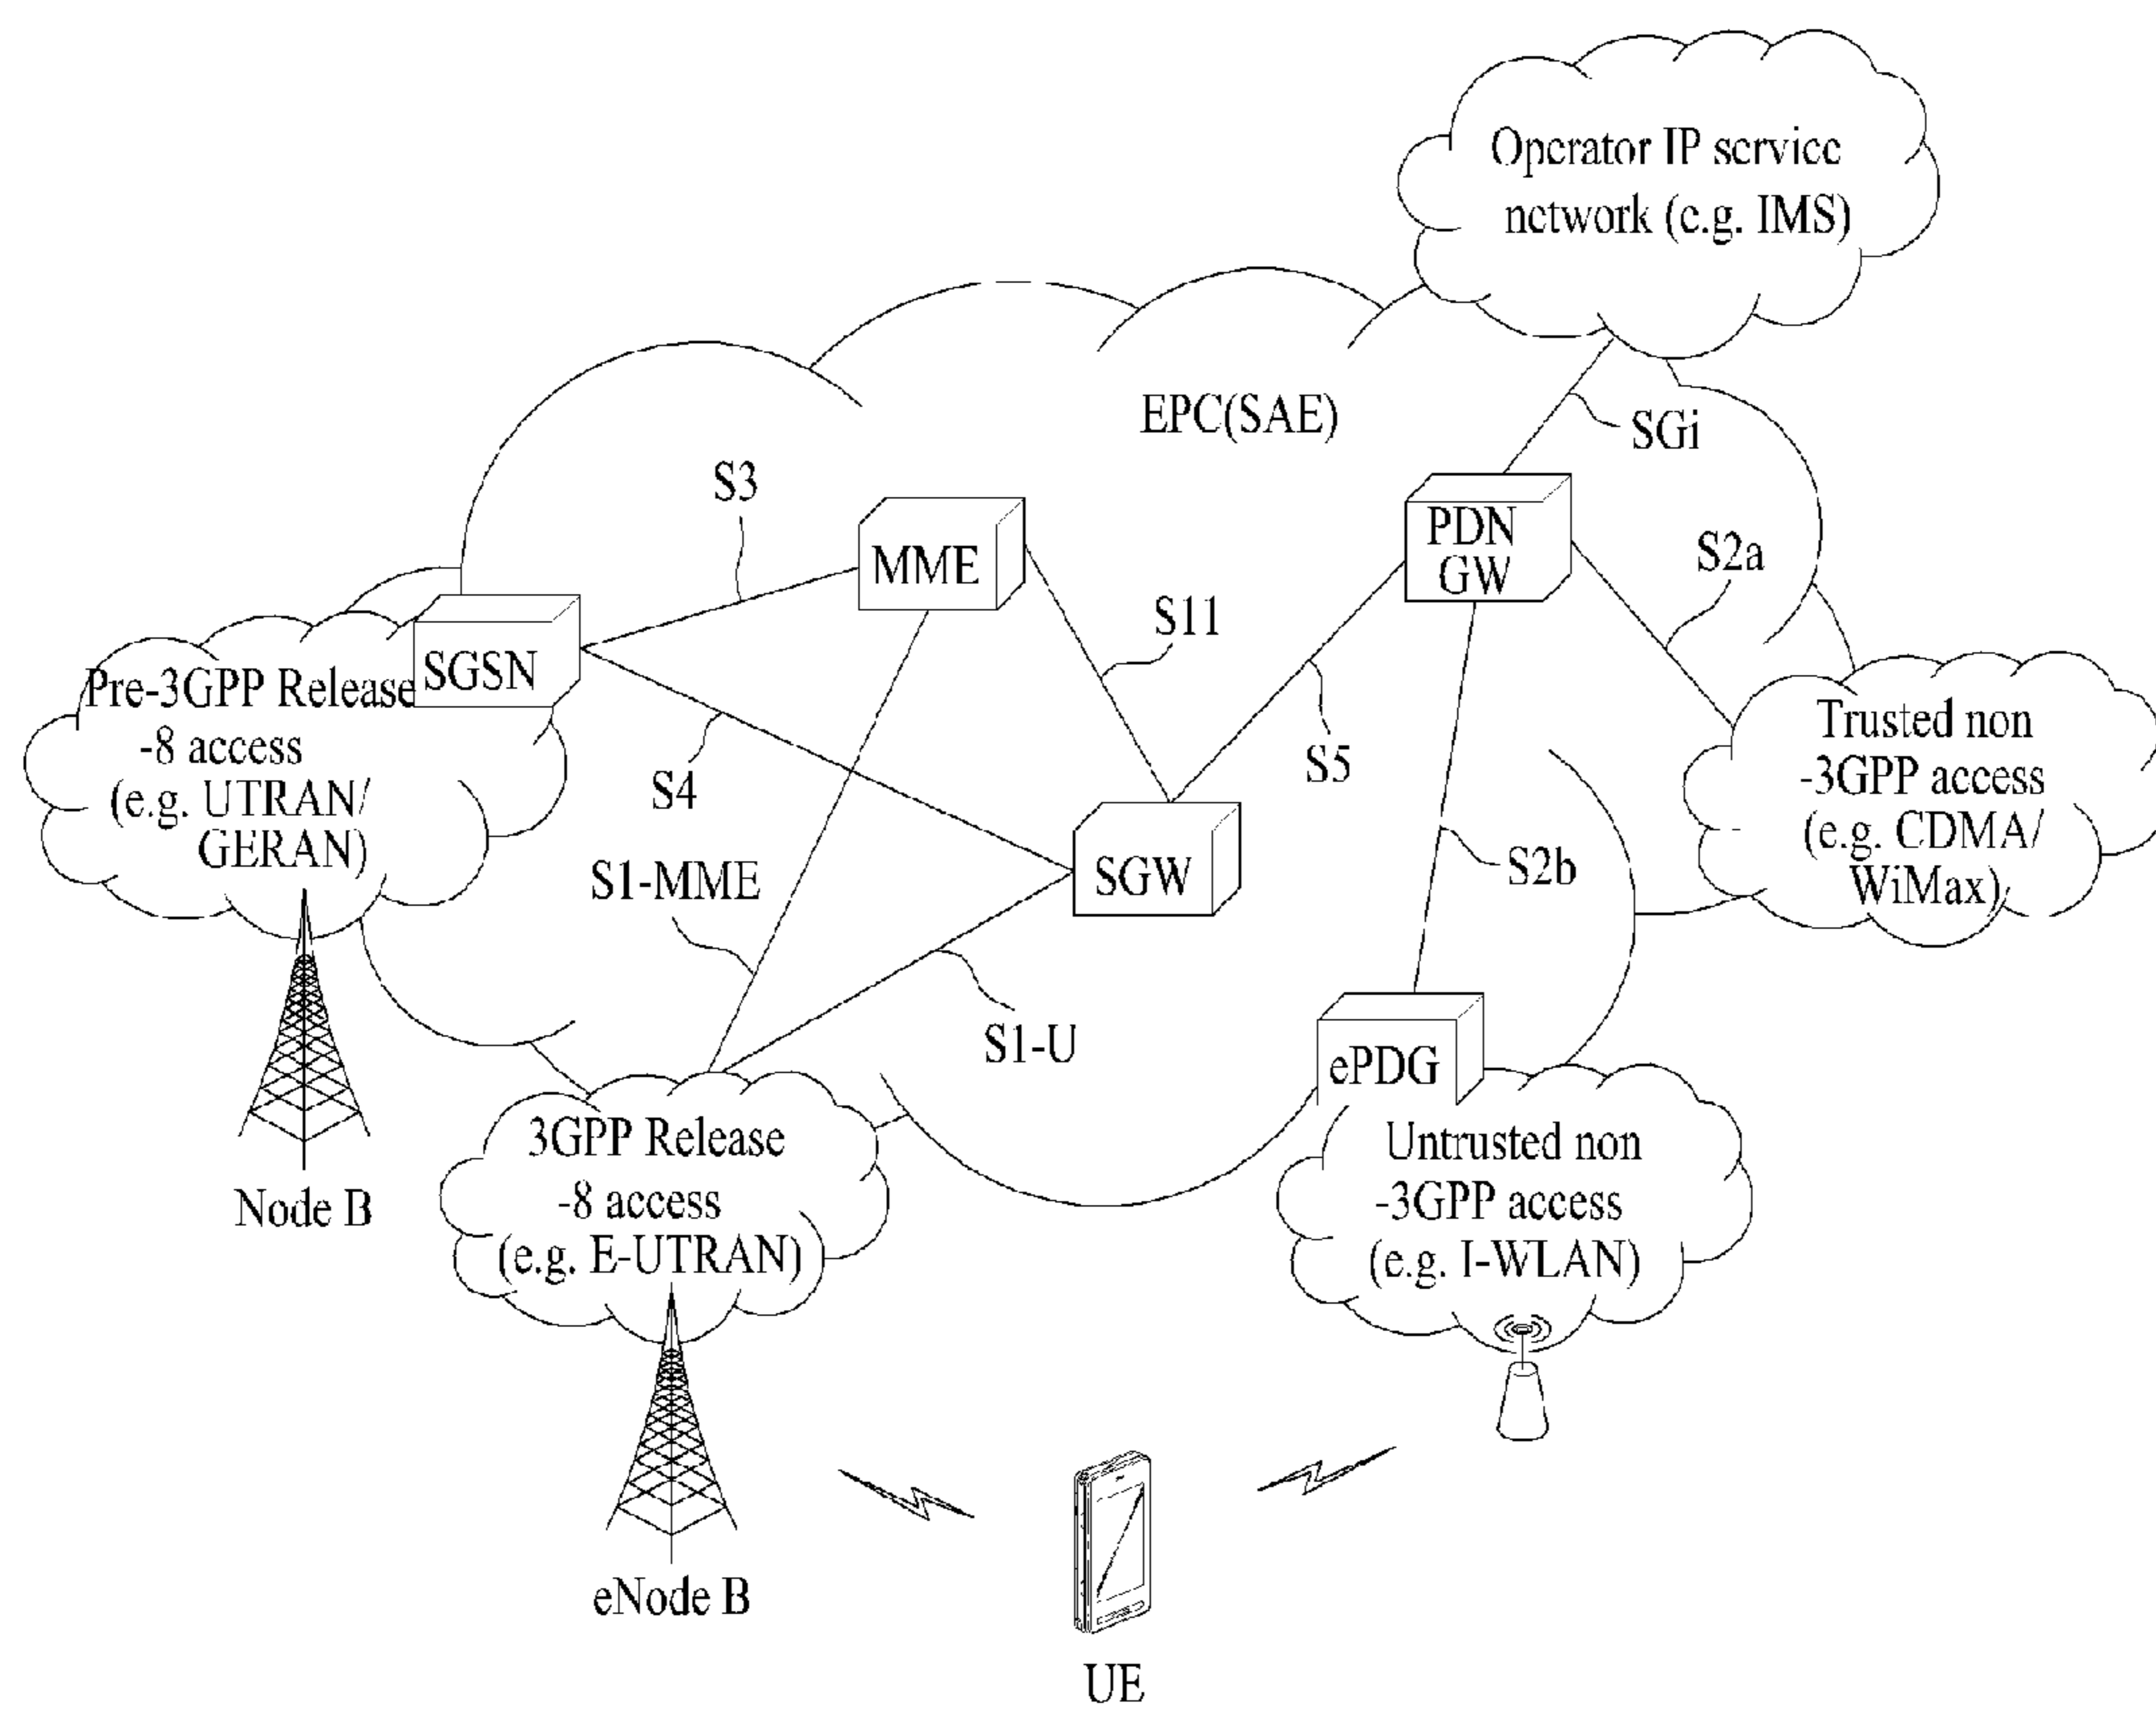 Operator IP service
network (e.g. IMS)
EPC(SAE)
SGi
S3
MME
PDN
GW
S2a
S11
SGSN
Pre-3GPP Release
-8 access
(e.g. UTRAN/
GERAN)
S4
S5
Trusted non
-3GPP access
(e.g. CDMA/
WiMax)
S1-MME
SGW
S2b
S1-U
ePDG
3GPP Release
-8 access
(e.g. E-UTRAN)
Untrusted non
-3GPP access
(e.g. I-WLAN)
Node B
eNode B
UE